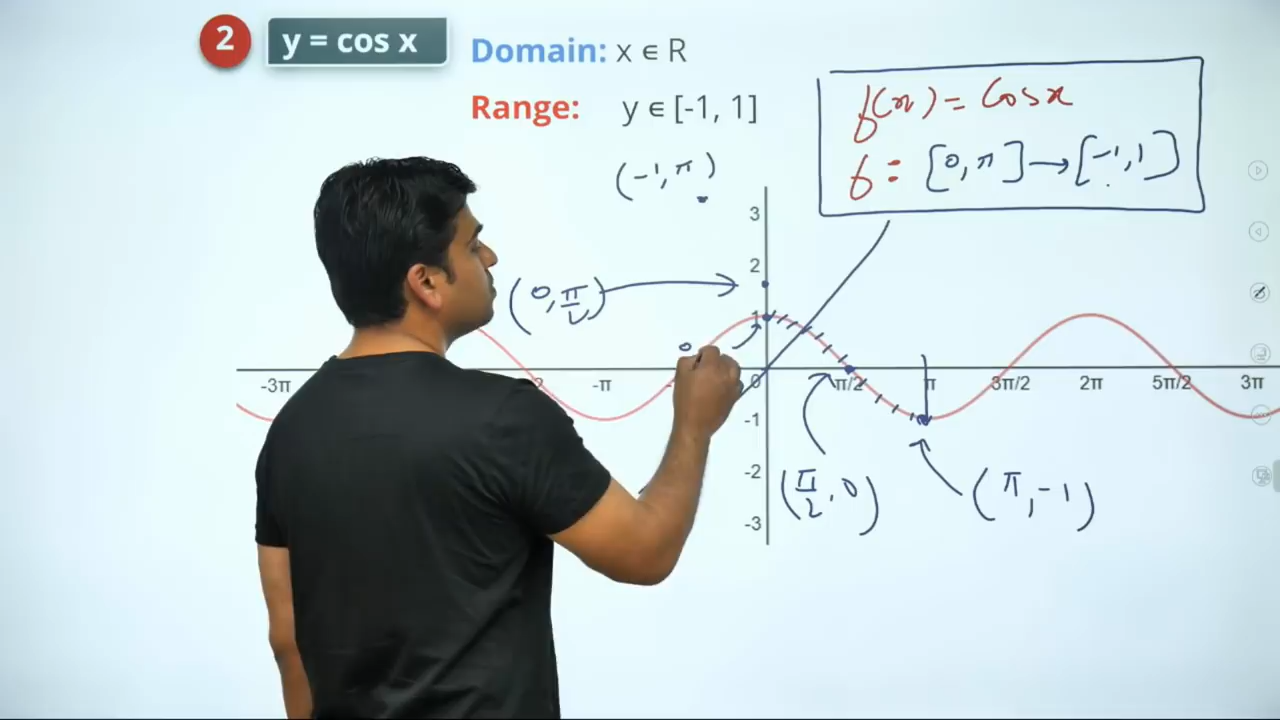 2 y = cos x
Domain: x ∈ R
Range: y ∈ [-1, 1]
f(x) = Cos x
f : [0, π] → [-1, 1]
(-1, π)
3
2
(0, π/2)
1
0
-3π -π 0 π/2 π 3π/2 2π 5π/2 3π
-1
-2
(π/2, 0) (π, -1)
-3